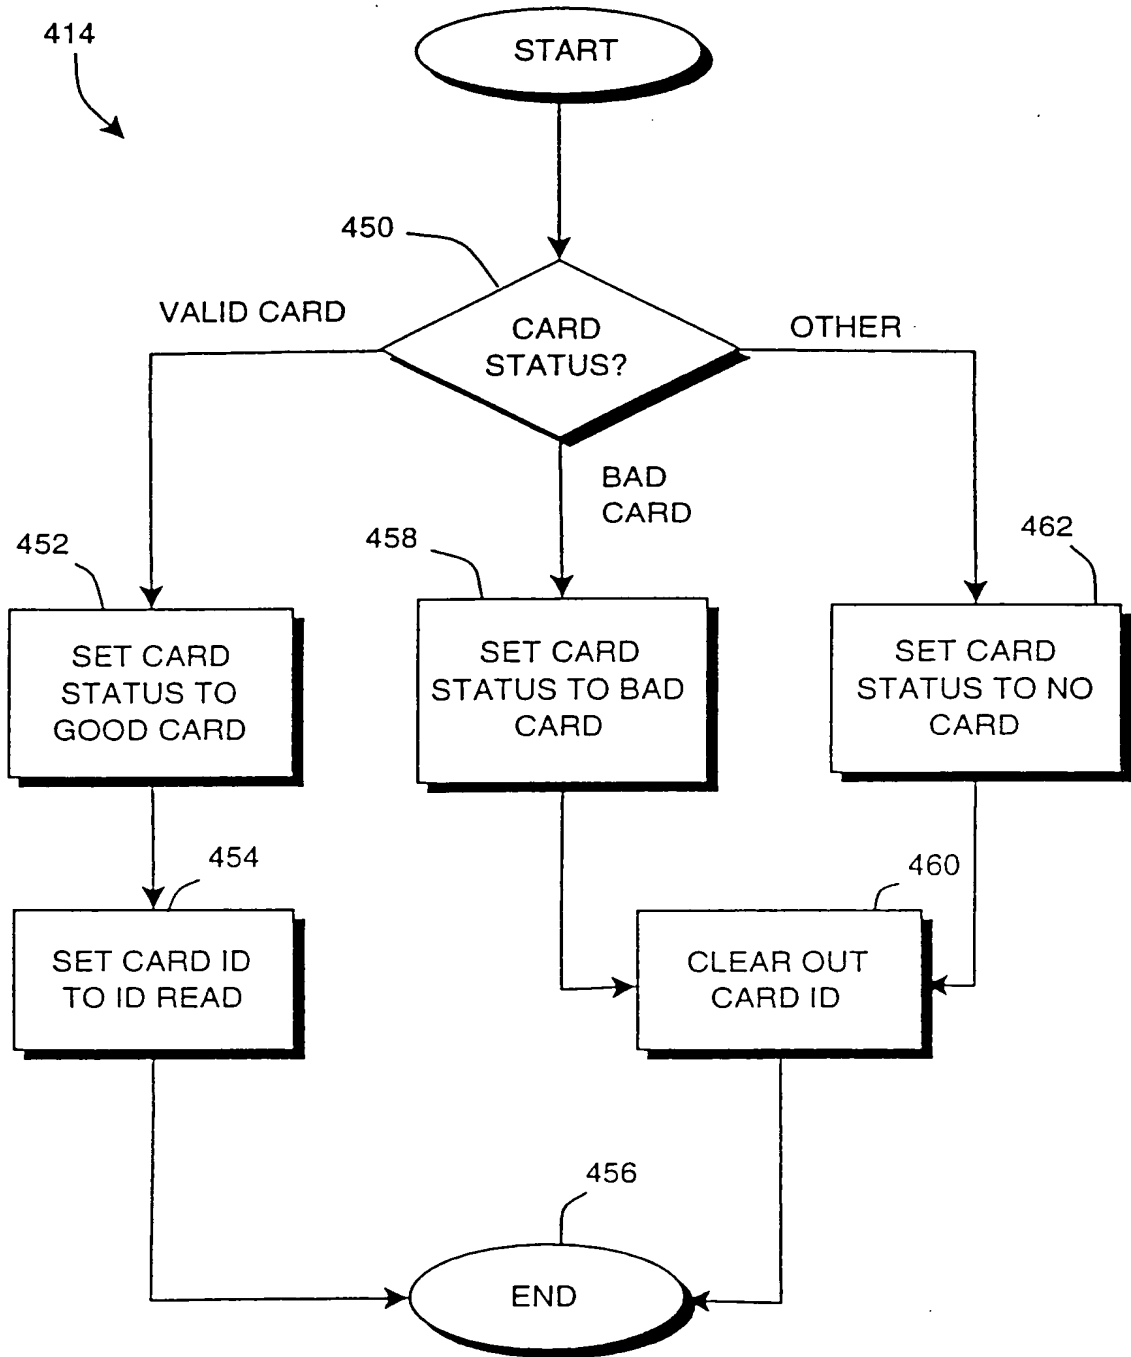 414
START
450
VALID CARD
CARD
STATUS?
OTHER
BAD
CARD
452
458
462
SET CARD
STATUS TO
GOOD CARD
SET CARD
STATUS TO BAD
CARD
SET CARD
STATUS TO NO
CARD
454
460
SET CARD ID
TO ID READ
CLEAR OUT
CARD ID
456
END